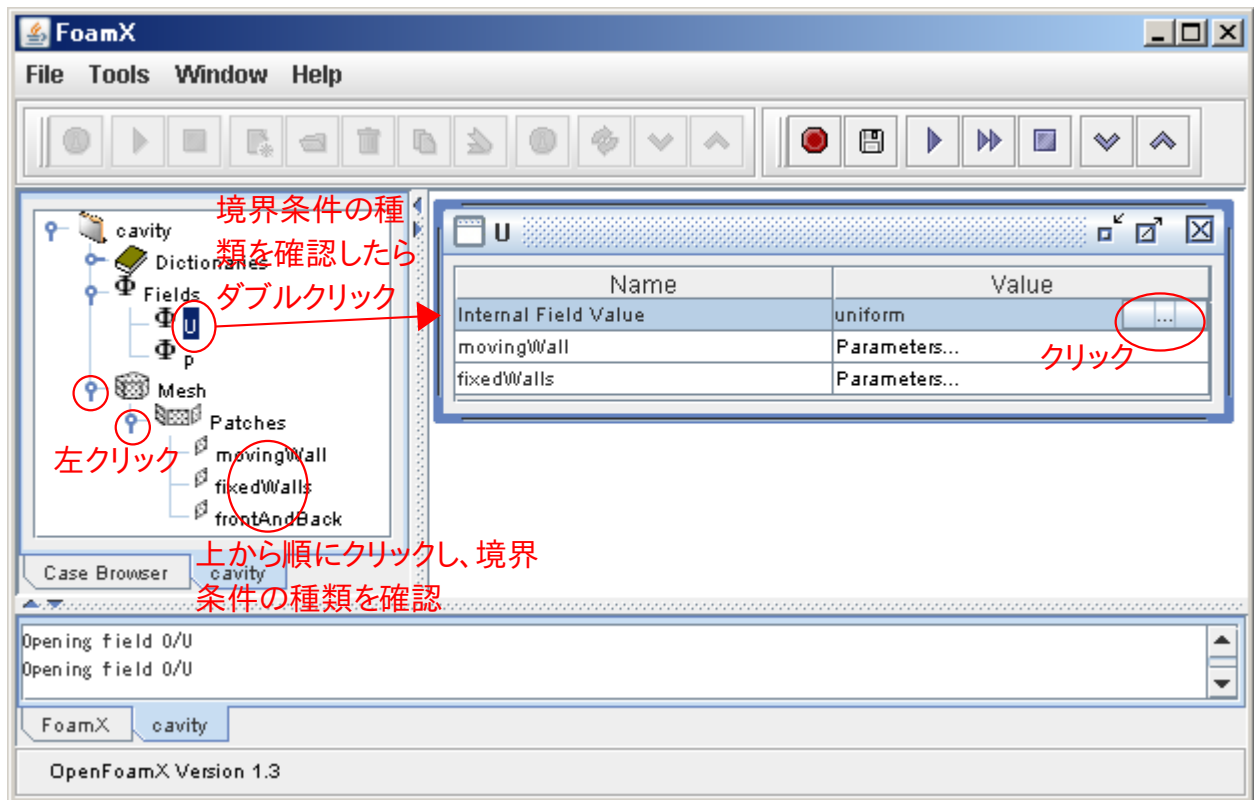 FoamX
File Tools Window Help
境界条件の種
類を確認したら
ダブルクリック
cavity
Dictionaries
Fields
U
p
Mesh
Patches
左クリック
movingWall
fixedWalls
frontAndBack
上から順にクリックし、境界
条件の種類を確認
Case Browser cavity
U
Name Value
Internal Field Value uniform ...
movingWall Parameters...
クリック
fixedWalls Parameters...
Opening field 0/U
Opening field 0/U
FoamX cavity
OpenFoamX Version 1.3